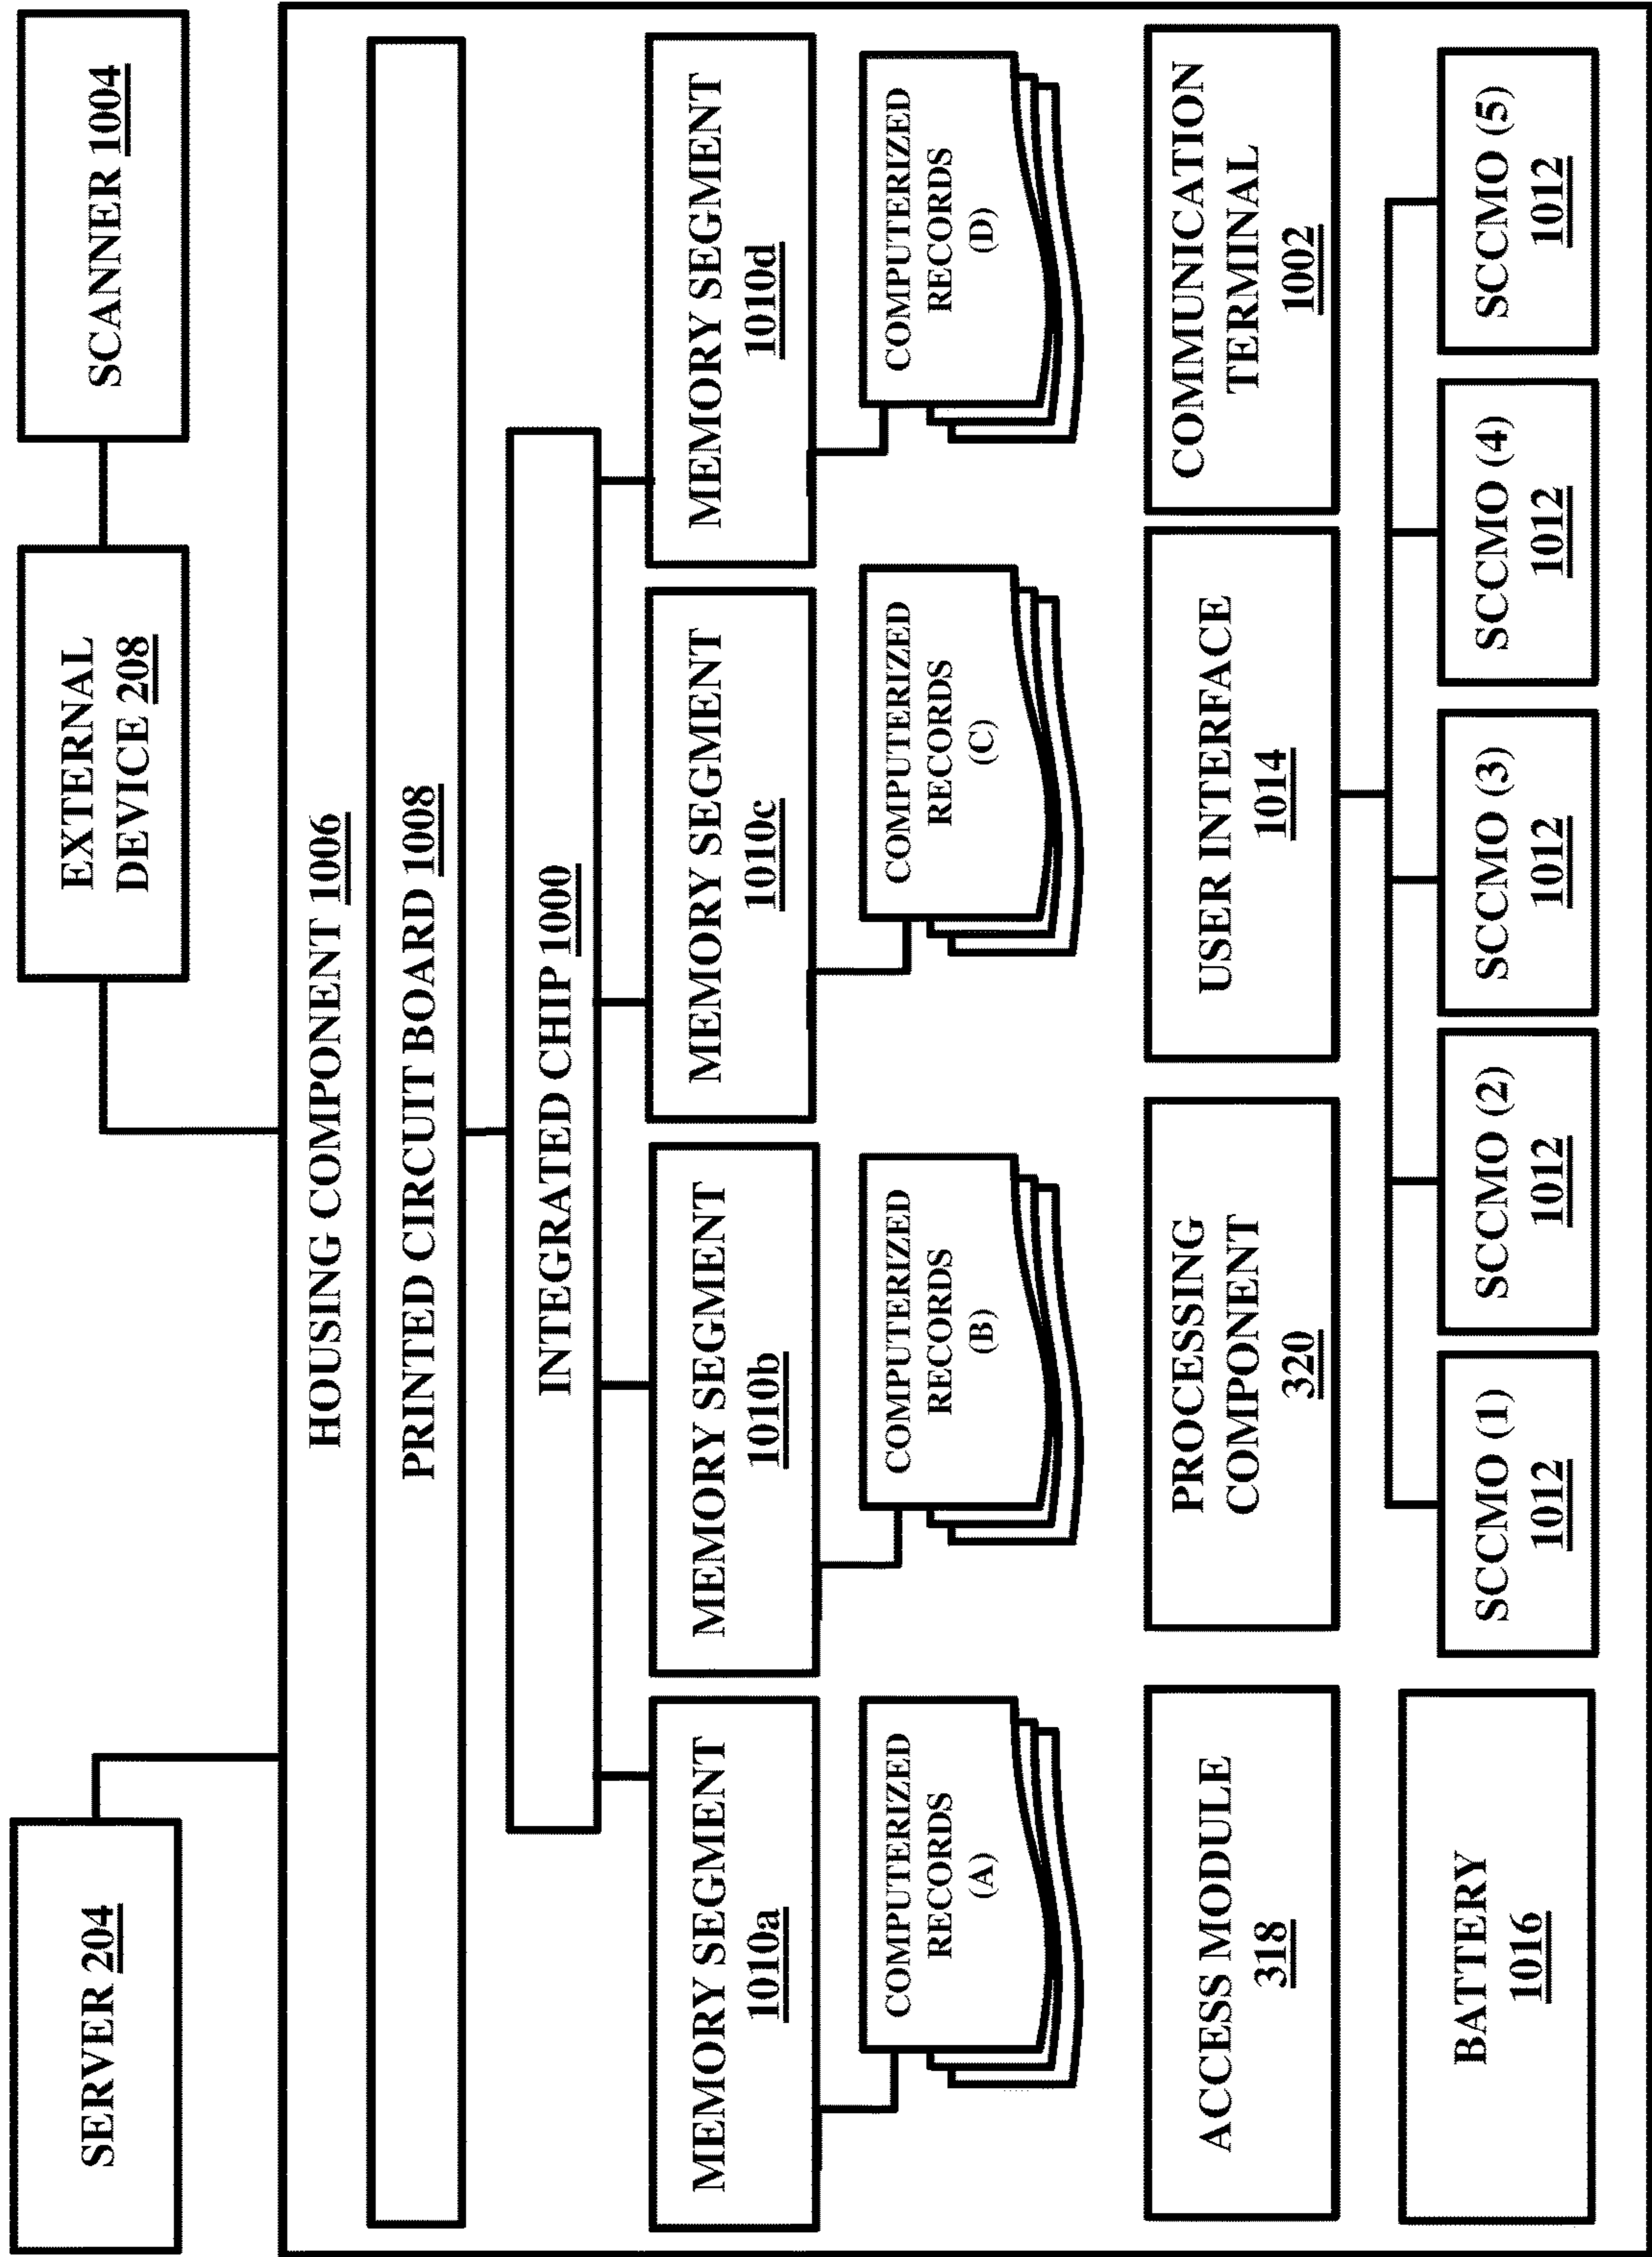 SERVER 204
EXTERNAL
DEVICE 208
SCANNER 1004
HOUSING COMPONENT 1006
PRINTED CIRCUIT BOARD 1008
INTEGRATED CHIP 1000
MEMORY SEGMENT
1010a
MEMORY SEGMENT
1010b
MEMORY SEGMENT
1010c
MEMORY SEGMENT
1010d
COMPUTERIZED
RECORDS
(A)
COMPUTERIZED
RECORDS
(B)
COMPUTERIZED
RECORDS
(C)
COMPUTERIZED
RECORDS
(D)
ACCESS MODULE
318
PROCESSING
COMPONENT
320
USER INTERFACE
1014
COMMUNICATION
TERMINAL
1002
BATTERY
1016
SCCMO (1)
1012
SCCMO (2)
1012
SCCMO (3)
1012
SCCMO (4)
1012
SCCMO (5)
1012